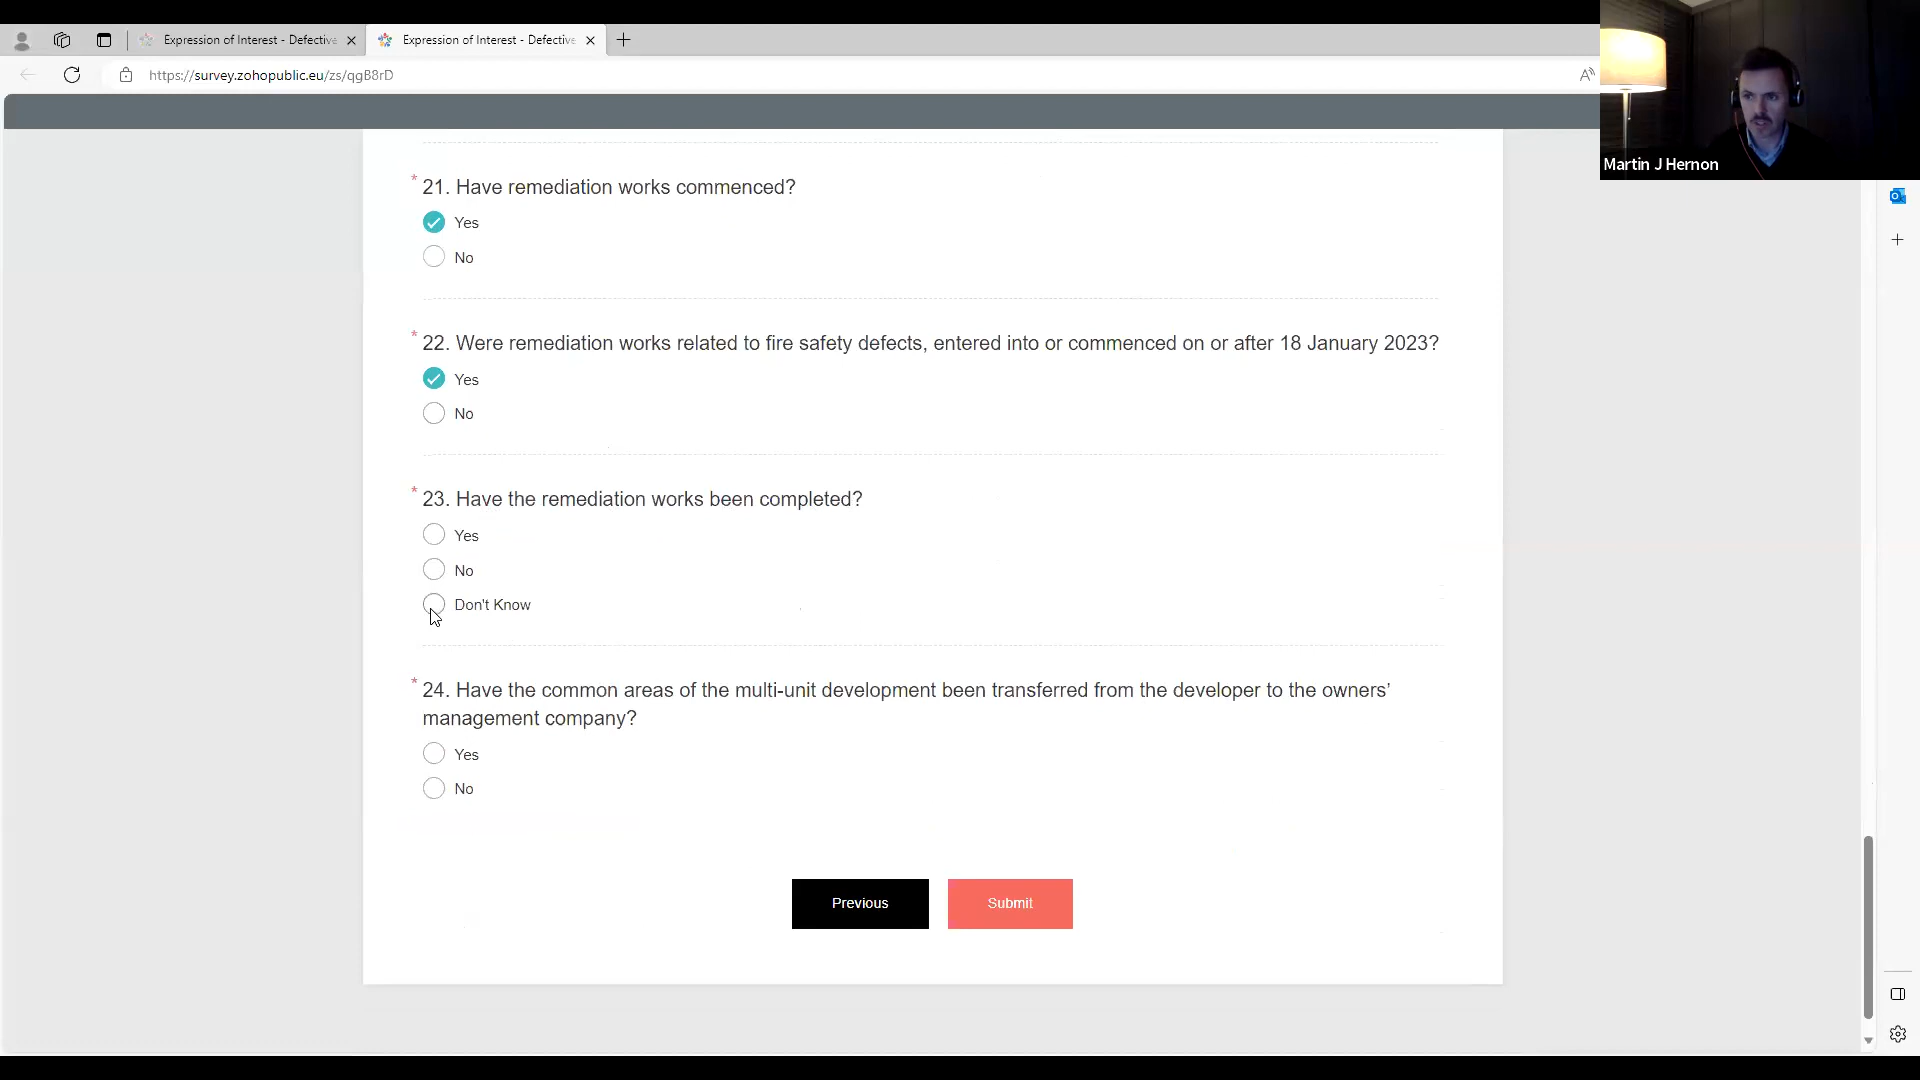 Expression of Interest - Defective
Expression of Interest - Defective
https://survey.zohopublic.eu/zs/qgB8rD
Martin J Hernon
* 21. Have remediation works commenced?
Yes
No
* 22. Were remediation works related to fire safety defects, entered into or commenced on or after 18 January 2023?
Yes
No
* 23. Have the remediation works been completed?
Yes
No
Don't Know
* 24. Have the common areas of the multi-unit development been transferred from the developer to the owners’
management company?
Yes
No
Previous
Submit